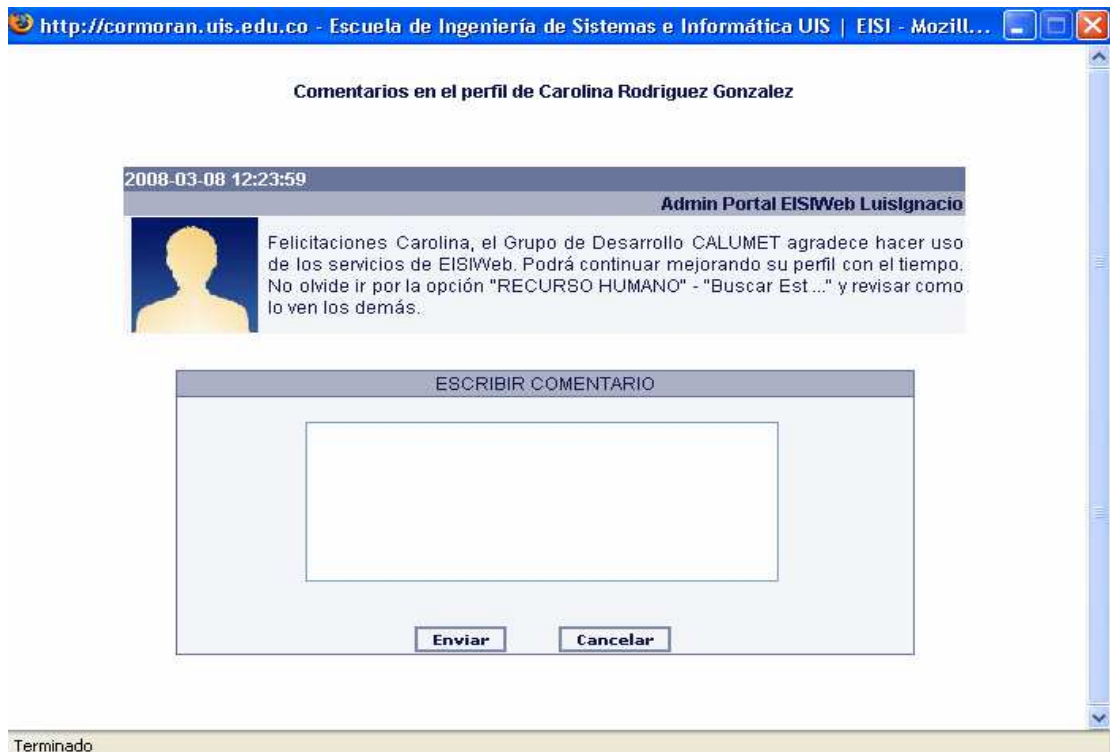 http://cormoran.uis.edu.co - Escuela de Ingeniería de Sistemas e Informática UIS | EISI - Mozill...
Comentarios en el perfil de Carolina Rodriguez Gonzalez
2008-03-08 12:23:59
Admin Portal EISIWeb LuisIgnacio
Felicitaciones Carolina, el Grupo de Desarrollo CALUMET agradece hacer uso
de los servicios de EISIWeb. Podrá continuar mejorando su perfil con el tiempo.
No olvide ir por la opción "RECURSO HUMANO" - "Buscar Est ..." y revisar como
lo ven los demás.
ESCRIBIR COMENTARIO
Enviar Cancelar
Terminado